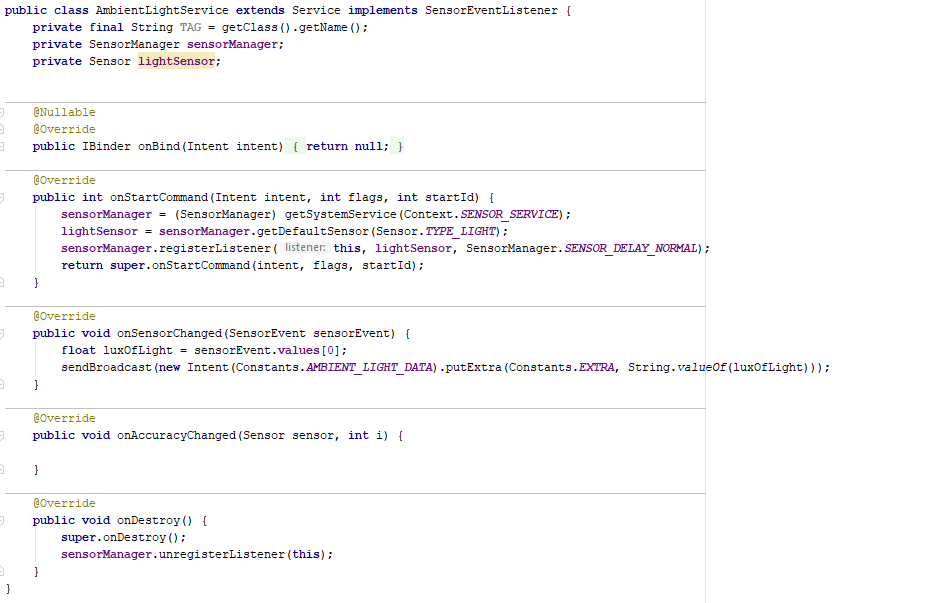 public class AmbientLightService extends Service implements SensorEventListener {
    private final String TAG = getClass().getName();
    private SensorManager sensorManager;
    private Sensor lightSensor;
    @Nullable
    @Override
    public IBinder onBind(Intent intent) { return null; }
    @Override
    public int onStartCommand(Intent intent, int flags, int startId) {
        sensorManager = (SensorManager) getSystemService(Context.SENSOR_SERVICE);
        lightSensor = sensorManager.getDefaultSensor(Sensor.TYPE_LIGHT);
        sensorManager.registerListener( listener: this, lightSensor, SensorManager.SENSOR_DELAY_NORMAL);
        return super.onStartCommand(intent, flags, startId);
    }
    @Override
    public void onSensorChanged(SensorEvent sensorEvent) {
        float luxOfLight = sensorEvent.values[0];
        sendBroadcast(new Intent(Constants.AMBIENT_LIGHT_DATA).putExtra(Constants.EXTRA, String.valueOf(luxOfLight)));
    }
    @Override
    public void onAccuracyChanged(Sensor sensor, int i) {
    }
    @Override
    public void onDestroy() {
        super.onDestroy();
        sensorManager.unregisterListener(this);
    }
}